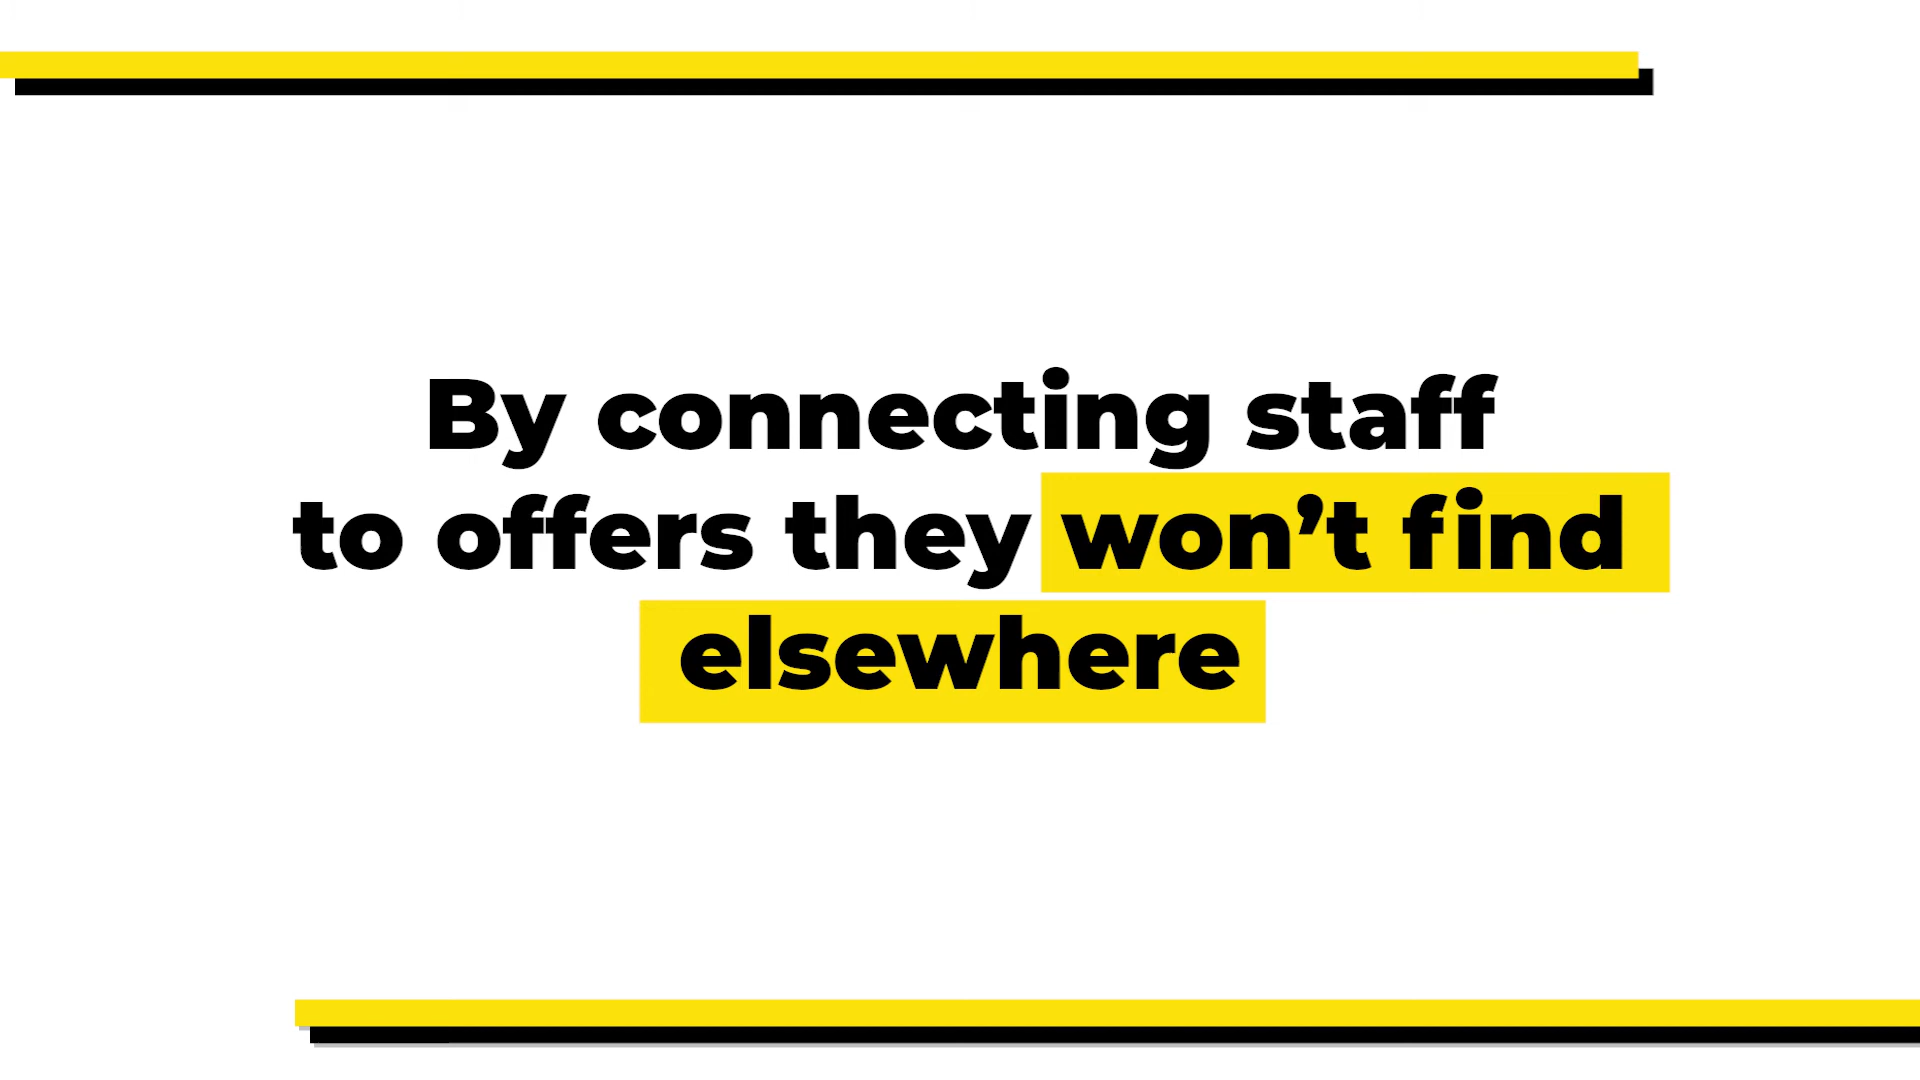 By connecting staff
to offers they won’t find
elsewhere